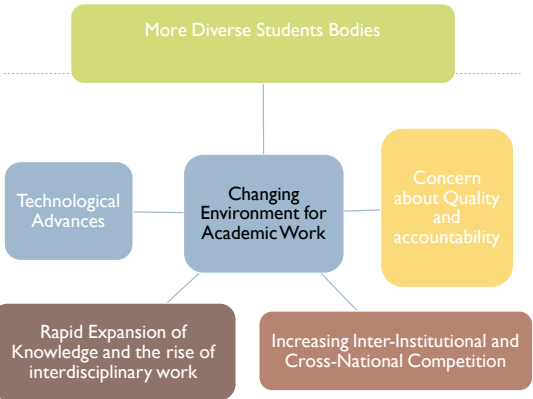 More Diverse Students Bodies
Technological
Advances
Changing
Environment for
Academic Work
Concern
about Quality
and
accountability
Rapid Expansion of
Knowledge and the rise of
interdisciplinary work
Increasing Inter-Institutional and
Cross-National Competition